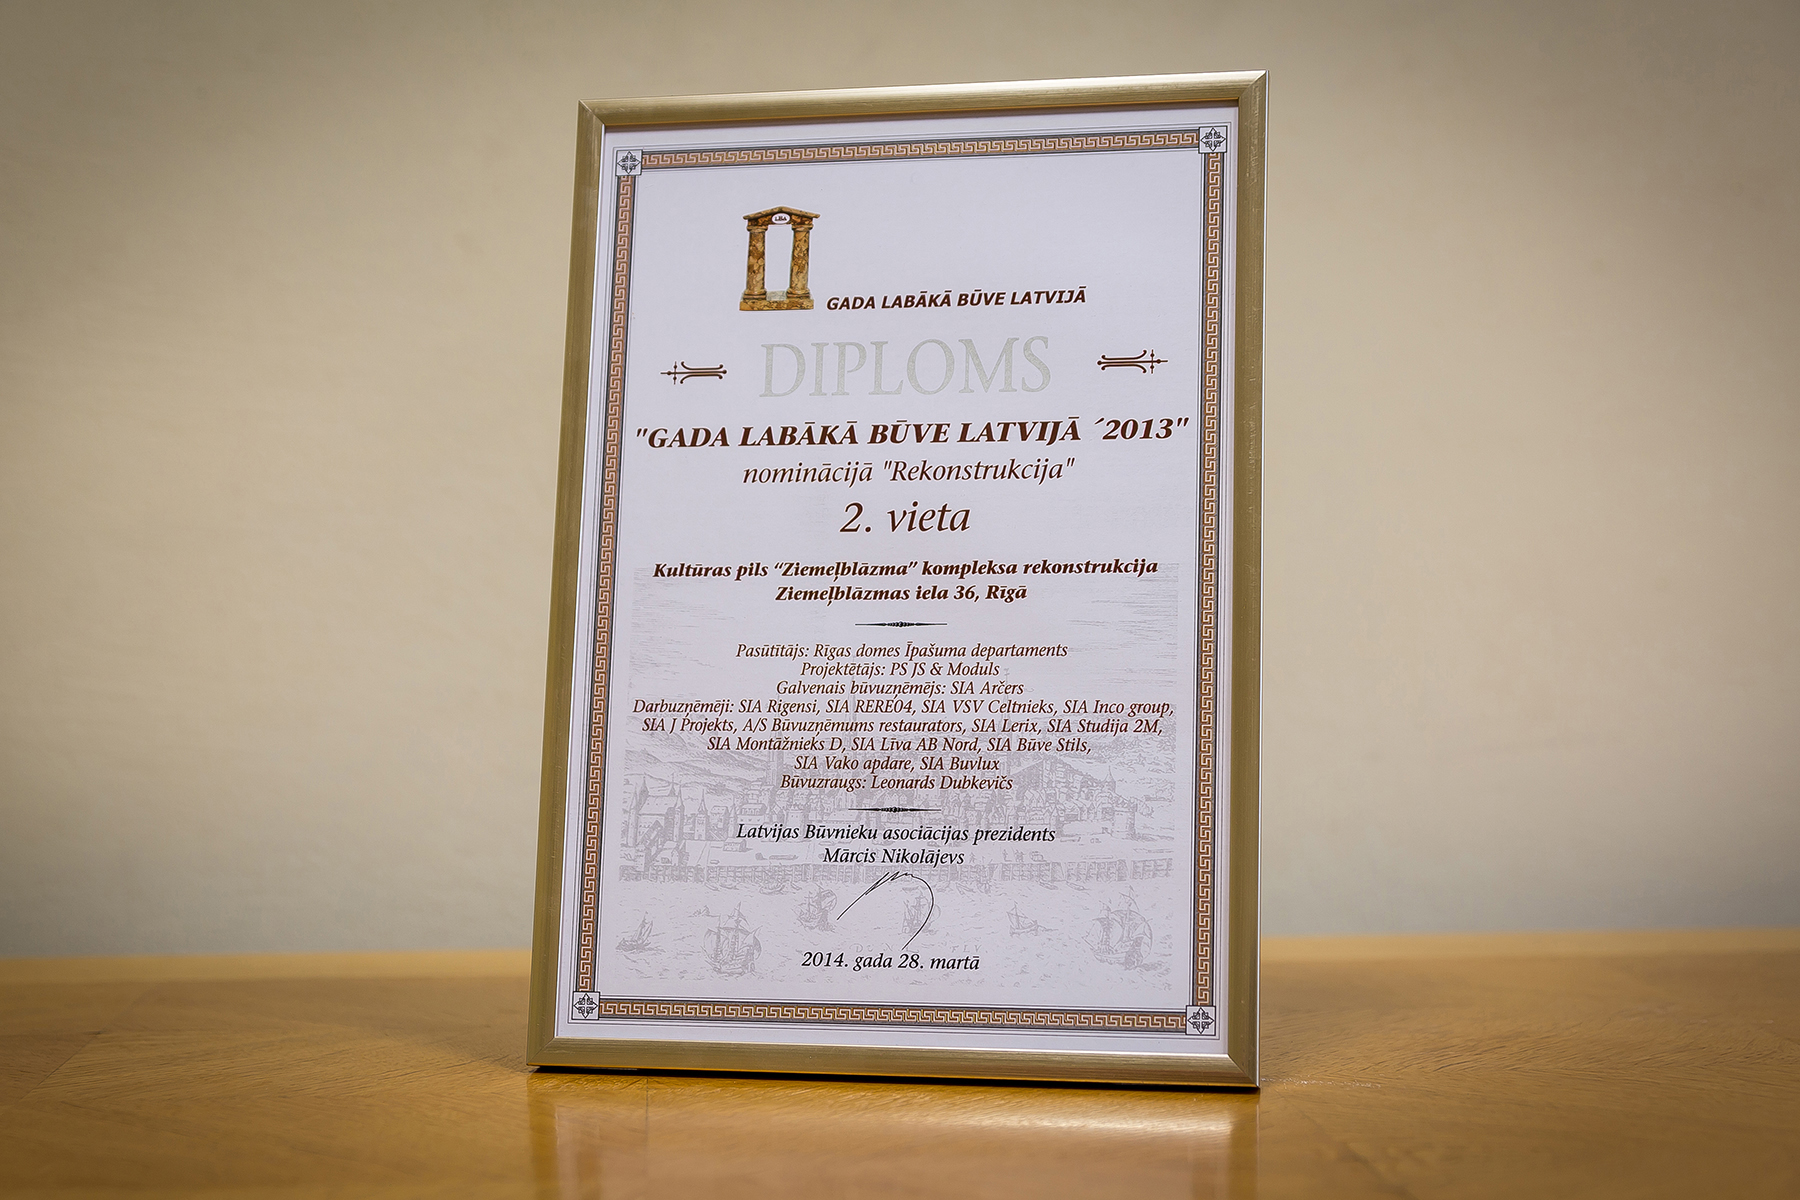 LBA
GADA LABĀKĀ BŪVE LATVIJĀ
DIPLOMS
"GADA LABĀKĀ BŪVE LATVIJĀ ´2013"
nominācijā "Rekonstrukcija"
2. vieta
Kultūras pils “Ziemeļblāzma” kompleksa rekonstrukcija
Ziemeļblāzmas iela 36, Rīgā
Pasūtītājs: Rīgas domes Īpašuma departaments
Projektētājs: PS JS & Moduls
Galvenais būvuzņēmējs: SIA Arčers
Darbuzņēmēji: SIA Rigensi, SIA RERE04, SIA VSV Celtnieks, SIA Inco group,
SIA J Projekts, A/S Būvuzņēmums restaurators, SIA Lerix, SIA Studija 2M,
SIA Montāžnieks D, SIA Līva AB Nord, SIA Būve Stils,
SIA Vako apdare, SIA Buvlux
Būvuzraugs: Leonards Dubkevičs
Latvijas Būvnieku asociācijas prezidents
Mārcis Nikolājevs
2014. gada 28. martā